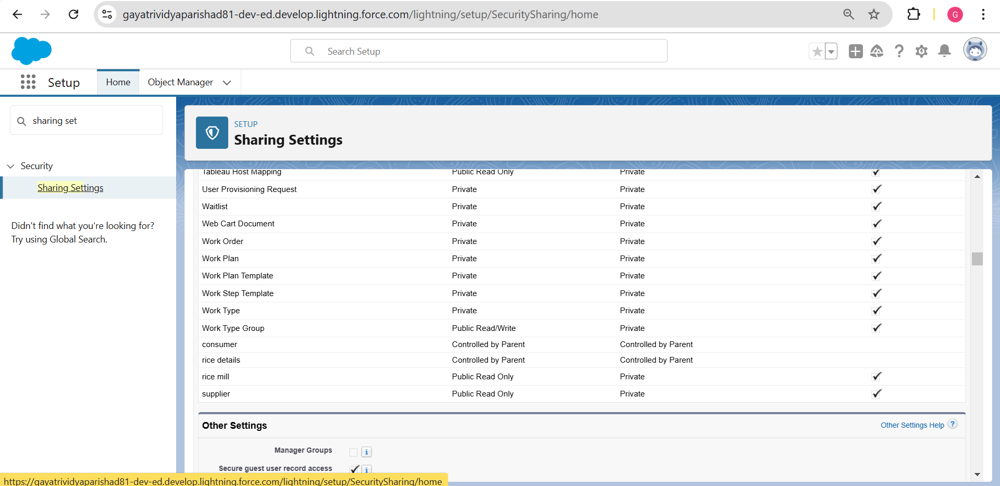 gayatrividyaparishad81-dev-ed.develop.lightning.force.com/lightning/setup/SecuritySharing/home
G
Search Setup
Setup
Home
Object Manager
sharing set
Security
Sharing Settings
Didn't find what you're looking for?
Try using Global Search.
SETUP
Sharing Settings
Tableau Host Mapping Public Read Only Private
User Provisioning Request Private Private
Waitlist Private Private
Web Cart Document Private Private
Work Order Private Private
Work Plan Private Private
Work Plan Template Private Private
Work Step Template Private Private
Work Type Private Private
Work Type Group Public Read/Write Private
consumer Controlled by Parent Controlled by Parent
rice details Controlled by Parent Controlled by Parent
rice mill Public Read Only Private
supplier Public Read Only Private
Other Settings
Other Settings Help ?
Manager Groups i
Secure guest user record access i
https://gayatrividyaparishad81-dev-ed.develop.lightning.force.com/lightning/setup/SecuritySharing/home